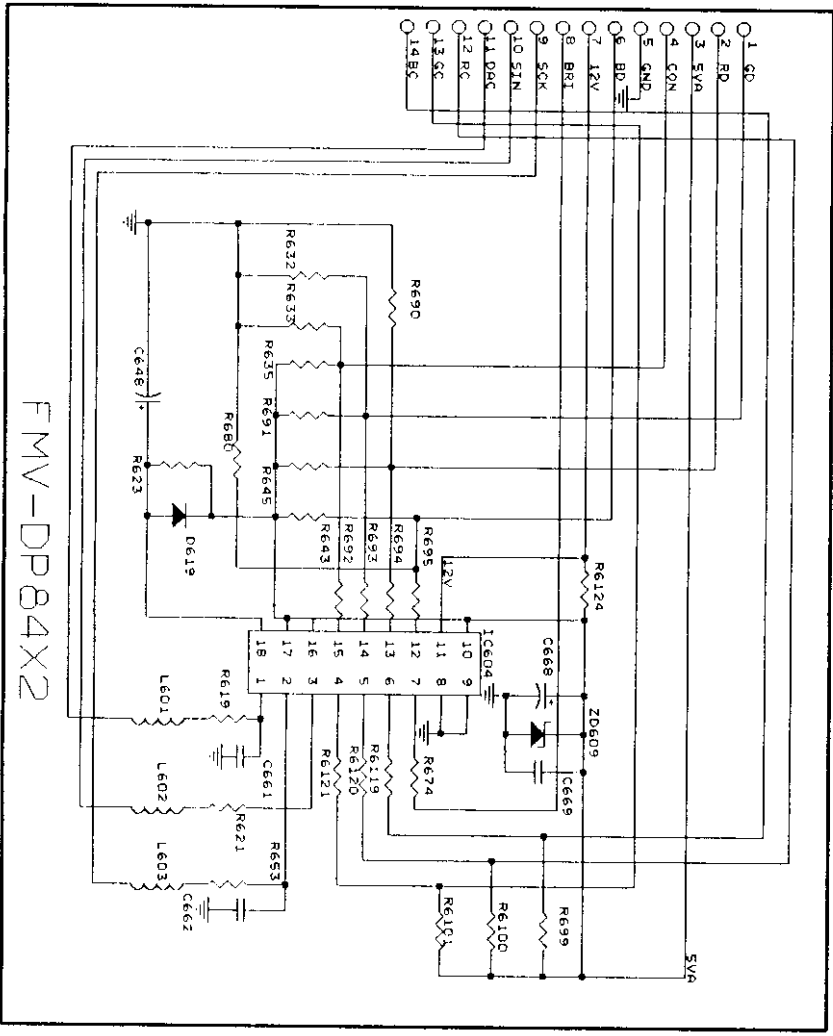 1 GD
2 RD
3 5VA
4 CON
5 GND
6 BD
7 12V
8 BRI
9 SCK
10 SIN
11 DAC
12 RC
13 GC
14 BC
R690
R632
R633
R635
R691
R645
R643
R680
C648
R623
D619
R692
R693
R694
R695
12V
R6124
IC604
10
11
12
13
14
15
16
17
18
9
8
7
6
5
4
3
2
1
C668
ZD609
C669
R674
R6119
R6120
R6121
R619
L601
C661
L602
R621
L603
R653
C662
R699
R6100
R6101
5VA
FMV-DP84X2